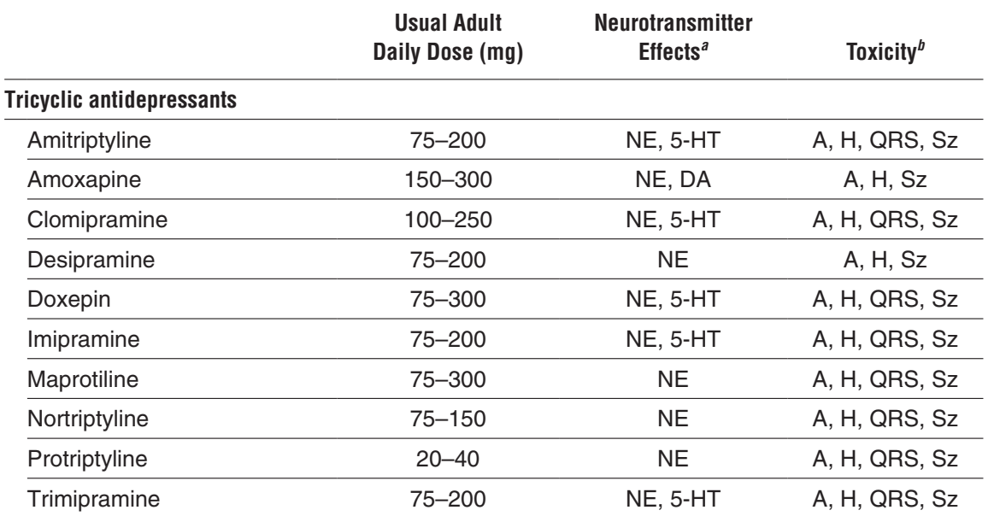 Usual Adult Daily Dose (mg) Neurotransmitter Effectsᵃ Toxicityᵇ
Tricyclic antidepressants
Amitriptyline 75–200 NE, 5-HT A, H, QRS, Sz
Amoxapine 150–300 NE, DA A, H, Sz
Clomipramine 100–250 NE, 5-HT A, H, QRS, Sz
Desipramine 75–200 NE A, H, Sz
Doxepin 75–300 NE, 5-HT A, H, QRS, Sz
Imipramine 75–200 NE, 5-HT A, H, QRS, Sz
Maprotiline 75–300 NE A, H, QRS, Sz
Nortriptyline 75–150 NE A, H, QRS, Sz
Protriptyline 20–40 NE A, H, QRS, Sz
Trimipramine 75–200 NE, 5-HT A, H, QRS, Sz